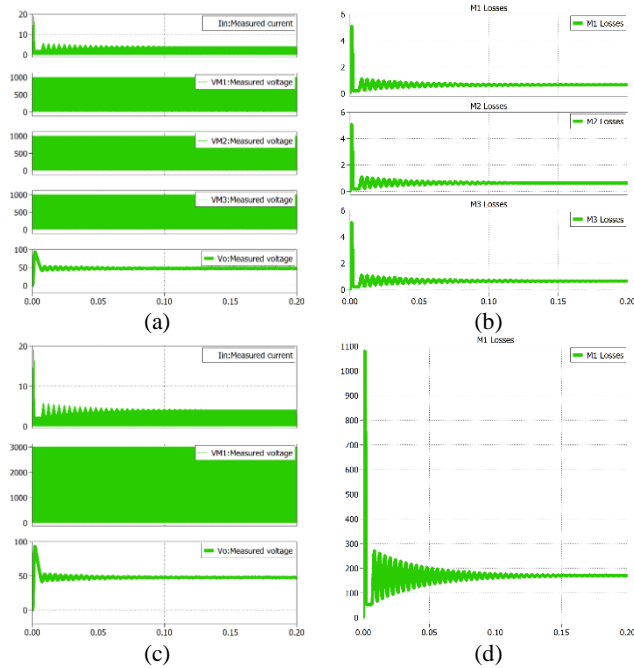 20
Iin:Measured current
10
0
1000
VM1:Measured voltage
500
0
1000
VM2:Measured voltage
500
0
1000
VM3:Measured voltage
500
0
100
Vo:Measured voltage
50
0
0.00 0.05 0.10 0.15 0.20
(a)
M1 Losses
6
M1 Losses
4
2
0
M2 Losses
6
M2 Losses
4
2
0
M3 Losses
6
M3 Losses
4
2
0
0.00 0.05 0.10 0.15 0.20
(b)
20
Iin:Measured current
10
0
3000
VM1:Measured voltage
2000
1000
0
100
Vo:Measured voltage
50
0
0.00 0.05 0.10 0.15 0.20
(c)
M1 Losses
1100
M1 Losses
1000
900
800
700
600
500
400
300
200
100
0
0.00 0.05 0.10 0.15 0.20
(d)